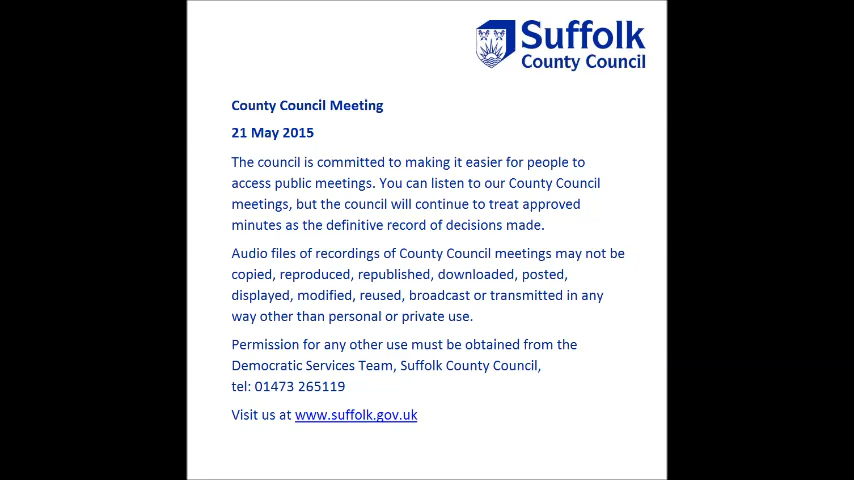 Suffolk
County Council
County Council Meeting
21 May 2015
The council is committed to making it easier for people to
access public meetings. You can listen to our County Council
meetings, but the council will continue to treat approved
minutes as the definitive record of decisions made.
Audio files of recordings of County Council meetings may not be
copied, reproduced, republished, downloaded, posted,
displayed, modified, reused, broadcast or transmitted in any
way other than personal or private use.
Permission for any other use must be obtained from the
Democratic Services Team, Suffolk County Council,
tel: 01473 265119
Visit us at www.suffolk.gov.uk